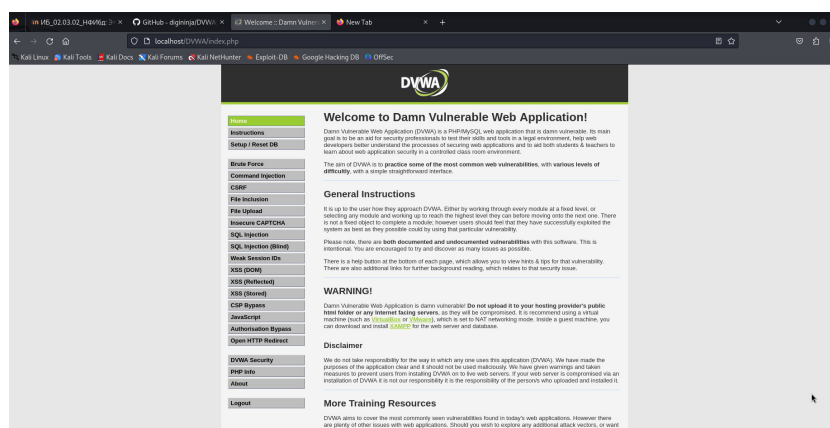 in ИБ_02.03.02_НФИбд: Эт
GitHub - digininja/DVWA
Welcome :: Damn Vulnera
New Tab
localhost/DVWA/index.php
Kali Linux
Kali Tools
Kali Docs
Kali Forums
Kali NetHunter
Exploit-DB
Google Hacking DB
OffSec
DVWA
Home
Instructions
Setup / Reset DB
Brute Force
Command Injection
CSRF
File Inclusion
File Upload
Insecure CAPTCHA
SQL Injection
SQL Injection (Blind)
Weak Session IDs
XSS (DOM)
XSS (Reflected)
XSS (Stored)
CSP Bypass
JavaScript
Authorisation Bypass
Open HTTP Redirect
DVWA Security
PHP Info
About
Logout
Welcome to Damn Vulnerable Web Application!
Damn Vulnerable Web Application (DVWA) is a PHP/MySQL web application that is damn vulnerable. Its main
goal is to be an aid for security professionals to test their skills and tools in a legal environment, help web
developers better understand the processes of securing web applications and to aid both students & teachers to
learn about web application security in a controlled class room environment.
The aim of DVWA is to practice some of the most common web vulnerabilities, with various levels of
difficultly, with a simple straightforward interface.
General Instructions
It is up to the user how they approach DVWA. Either by working through every module at a fixed level, or
selecting any module and working up to reach the highest level they can before moving onto the next one. There
is not a fixed object to complete a module; however users should feel that they have successfully exploited the
system as best as they possible could by using that particular vulnerability.
Please note, there are both documented and undocumented vulnerabilities with this software. This is
intentional. You are encouraged to try and discover as many issues as possible.
There is a help button at the bottom of each page, which allows you to view hints & tips for that vulnerability.
There are also additional links for further background reading, which relates to that security issue.
WARNING!
Damn Vulnerable Web Application is damn vulnerable! Do not upload it to your hosting provider's public
html folder or any Internet facing servers, as they will be compromised. It is recommend using a virtual
machine (such as VirtualBox or VMware), which is set to NAT networking mode. Inside a guest machine, you
can download and install XAMPP for the web server and database.
Disclaimer
We do not take responsibility for the way in which any one uses this application (DVWA). We have made the
purposes of the application clear and it should not be used maliciously. We have given warnings and taken
measures to prevent users from installing DVWA on to live web servers. If your web server is compromised via an
installation of DVWA it is not our responsibility it is the responsibility of the person/s who uploaded and installed it.
More Training Resources
DVWA aims to cover the most commonly seen vulnerabilities found in today's web applications. However there
are plenty of other issues with web applications. Should you wish to explore any additional attack vectors, or want